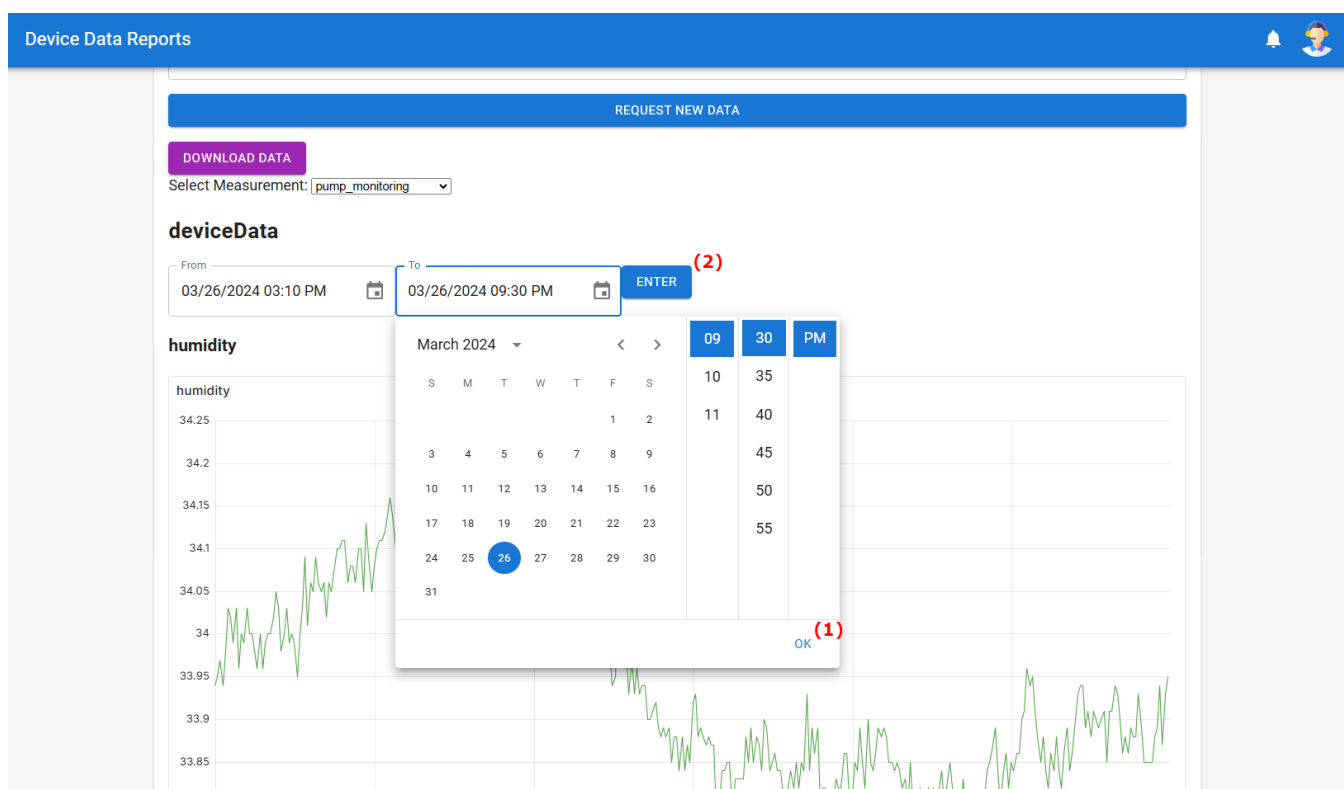 Device Data Reports
REQUEST NEW DATA
DOWNLOAD DATA
Select Measurement: pump_monitoring
deviceData
From
To
(2)
03/26/2024 03:10 PM
03/26/2024 09:30 PM
ENTER
humidity
March 2024
09 30 PM
S M T W T F S
10 35
1 2
11 40
3 4 5 6 7 8 9
45
10 11 12 13 14 15 16
50
17 18 19 20 21 22 23
55
24 25 26 27 28 29 30
31
(1)
OK
humidity
34.25
34.2
34.15
34.1
34.05
34
33.95
33.9
33.85